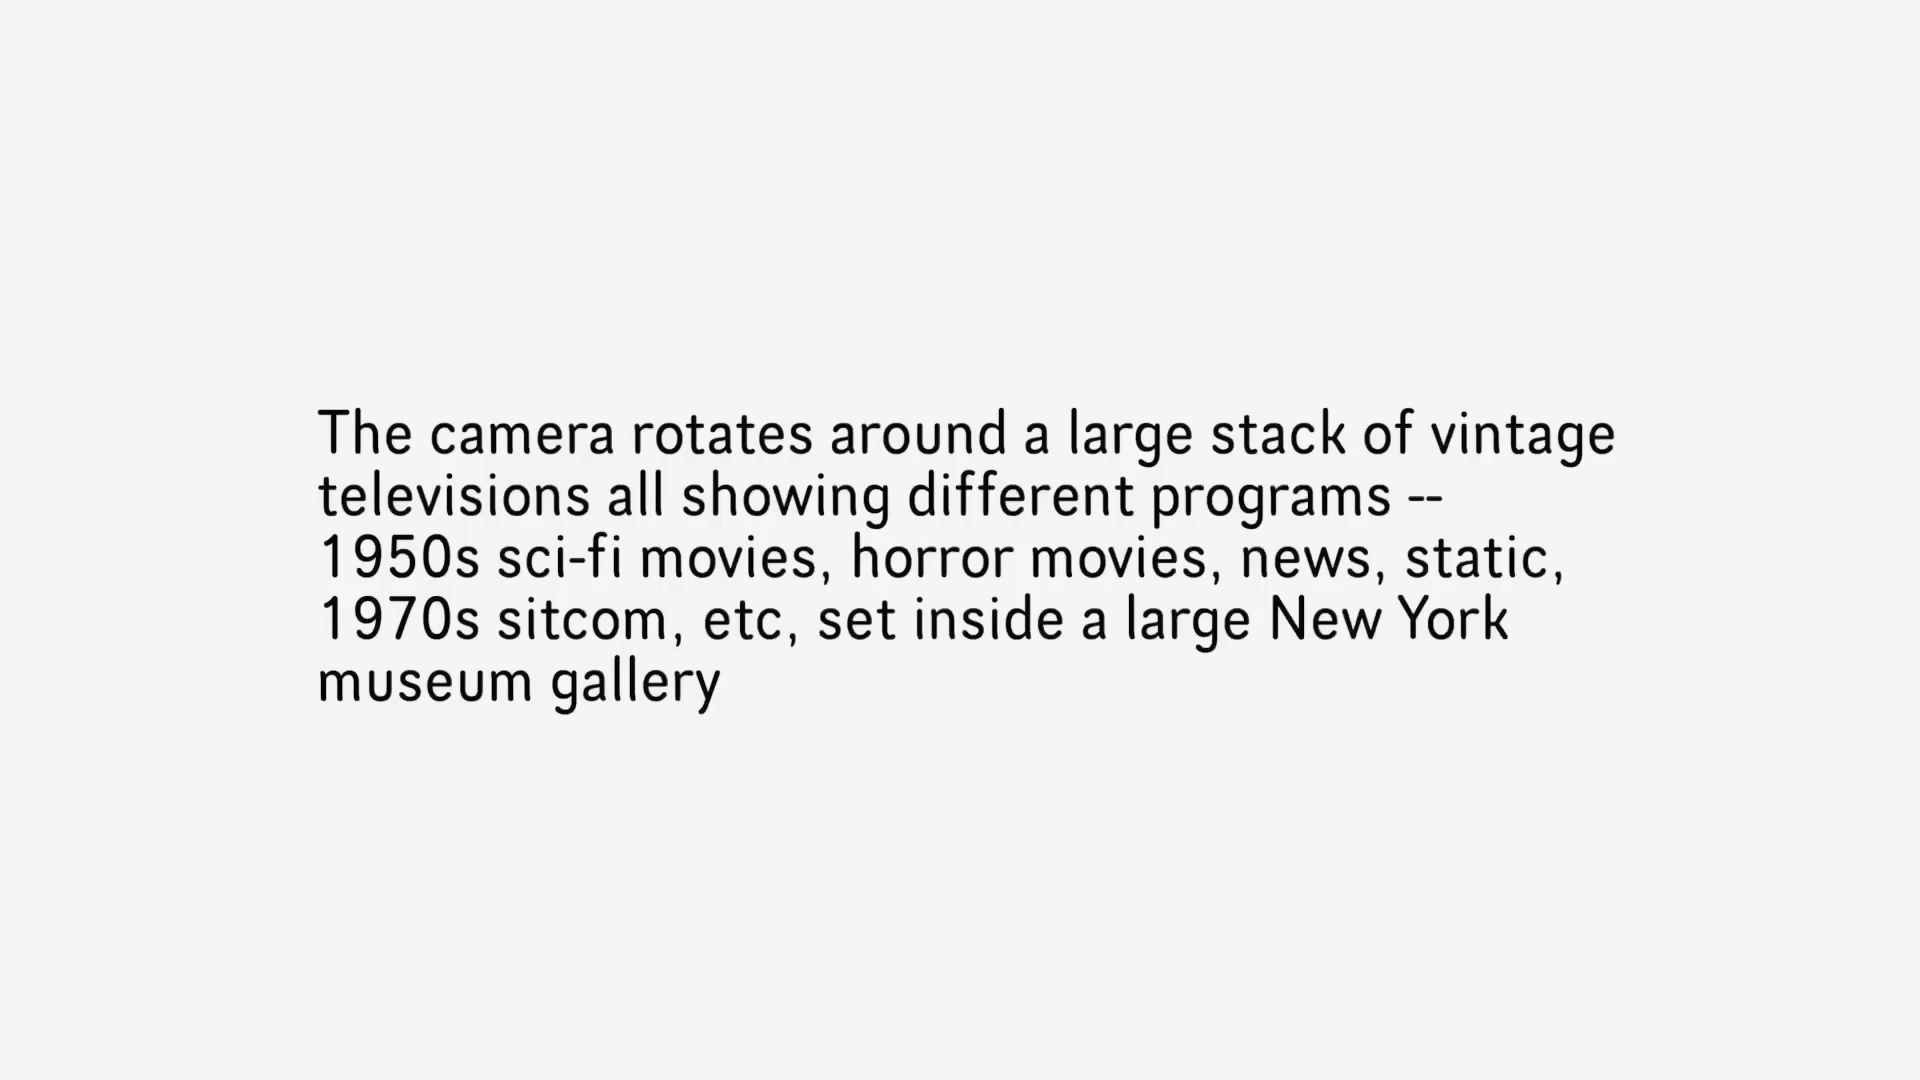 The camera rotates around a large stack of vintage
televisions all showing different programs --
1950s sci-fi movies, horror movies, news, static,
1970s sitcom, etc, set inside a large New York
museum gallery